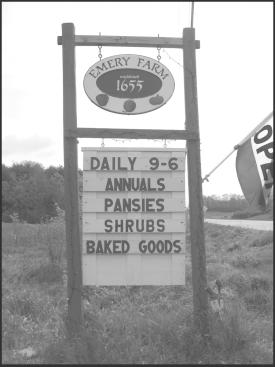 EMERY FARM
established
1655
DAILY 9-6
ANNUALS
PANSIES
SHRUBS
BAKED GOODS
OPE